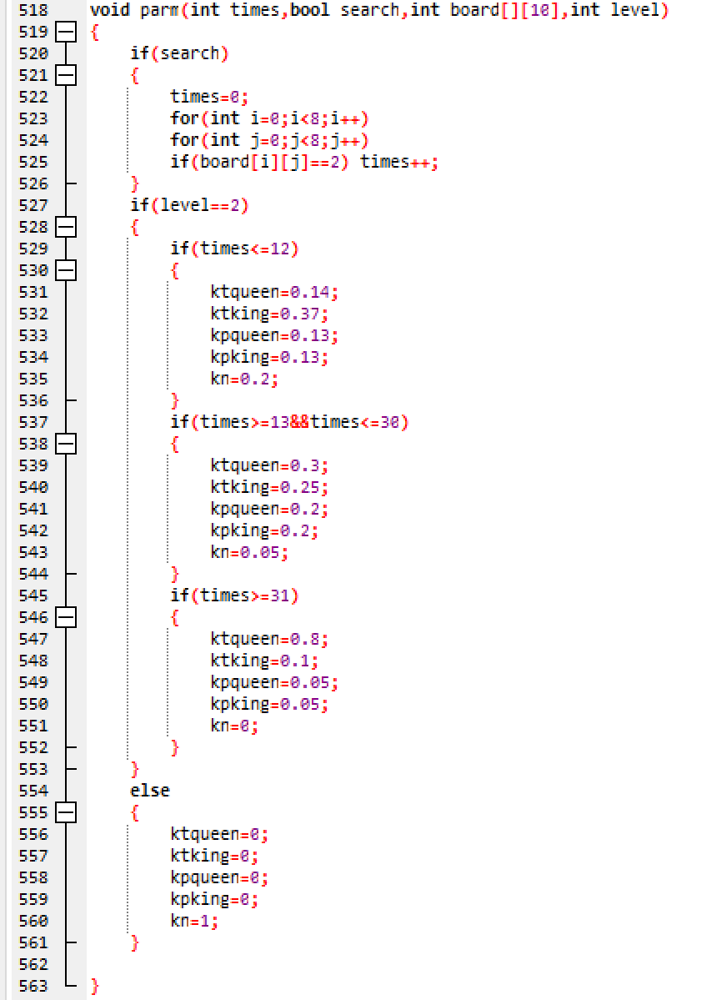 518 void parm(int times,bool search,int board[][10],int level)
519 {
520 if(search)
521 {
522 times=0;
523 for(int i=0;i<8;i++)
524 for(int j=0;j<8;j++)
525 if(board[i][j]==2) times++;
526 }
527 if(level==2)
528 {
529 if(times<=12)
530 {
531 ktqueen=0.14;
532 ktking=0.37;
533 kpqueen=0.13;
534 kpking=0.13;
535 kn=0.2;
536 }
537 if(times>=13&&times<=30)
538 {
539 ktqueen=0.3;
540 ktking=0.25;
541 kpqueen=0.2;
542 kpking=0.2;
543 kn=0.05;
544 }
545 if(times>=31)
546 {
547 ktqueen=0.8;
548 ktking=0.1;
549 kpqueen=0.05;
550 kpking=0.05;
551 kn=0;
552 }
553 }
554 else
555 {
556 ktqueen=0;
557 ktking=0;
558 kpqueen=0;
559 kpking=0;
560 kn=1;
561 }
562
563 }